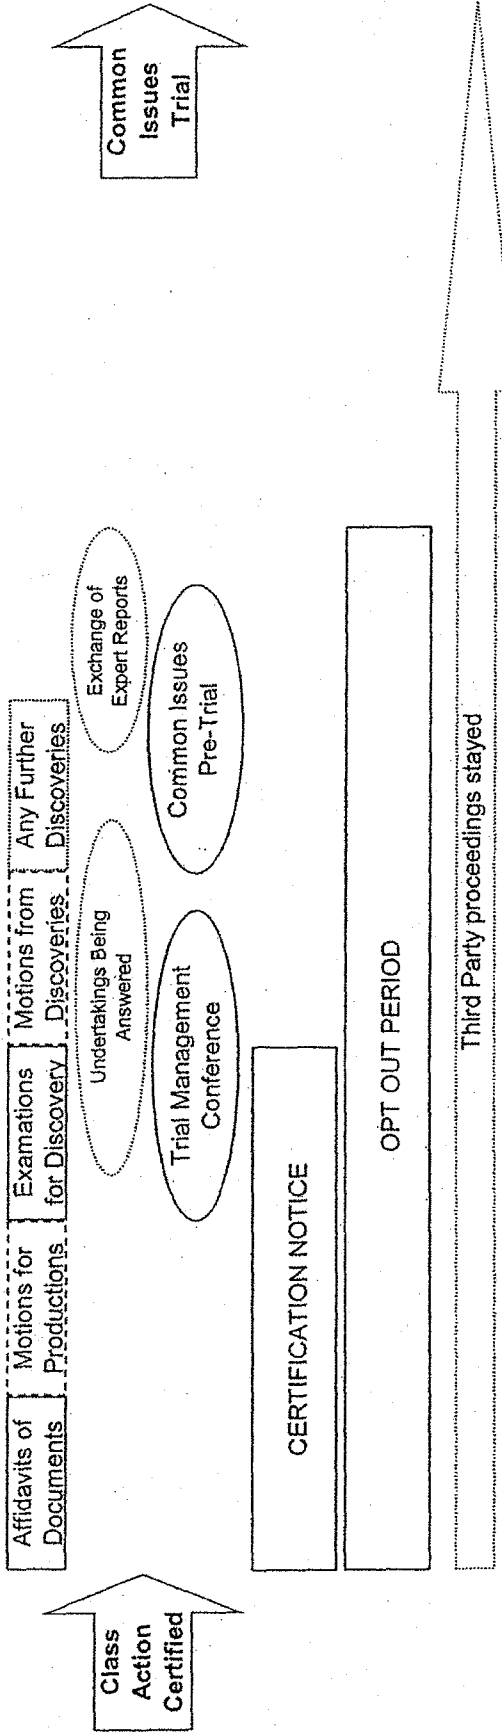 Class
Action
Certified
Affidavits of
Documents
Motions for
Productions
Examations
for Discovery
Motions from
Discoveries
Any Further
Discoveries
Undertakings Being
Answered
Exchange of
Expert Reports
Trial Management
Conference
Common Issues
Pre-Trial
CERTIFICATION NOTICE
OPT OUT PERIOD
Third Party proceedings stayed
Common
Issues
Trial